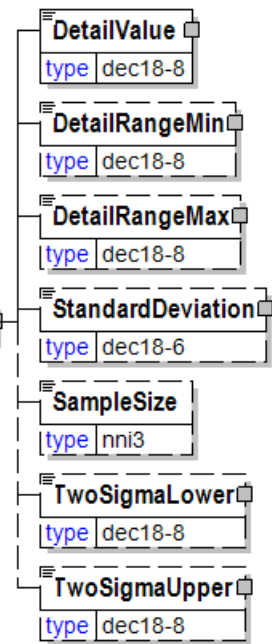 DetailValue
type dec18-8
DetailRangeMin
type dec18-8
DetailRangeMax
type dec18-8
StandardDeviation
type dec18-6
SampleSize
type nni3
TwoSigmaLower
type dec18-8
TwoSigmaUpper
type dec18-8